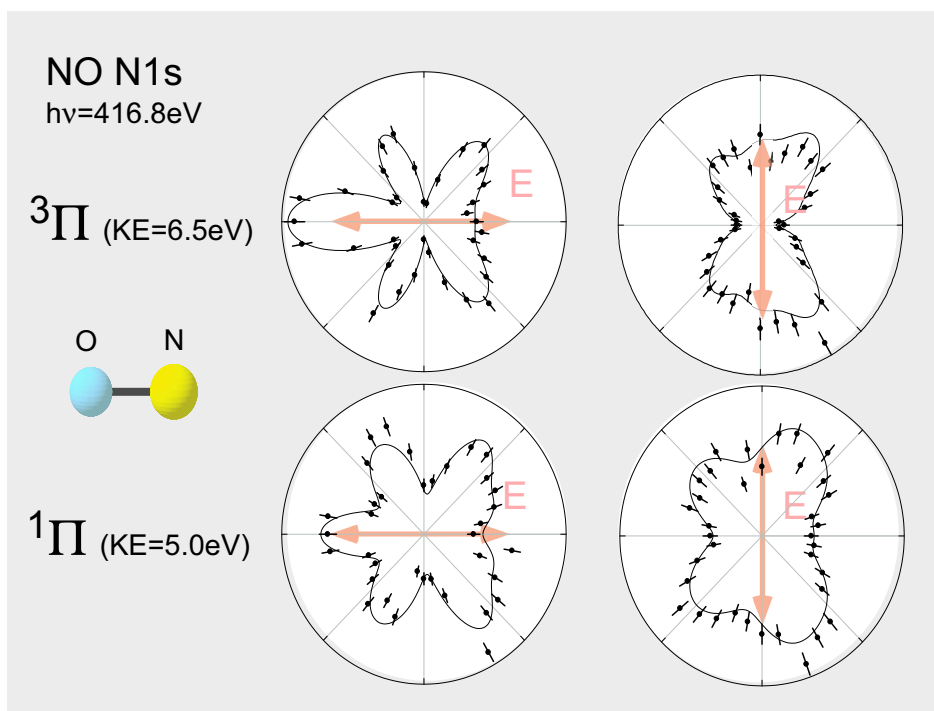 NO N1s
hν=416.8eV
E
E
³Π (KE=6.5eV)
O N
E
E
¹Π (KE=5.0eV)